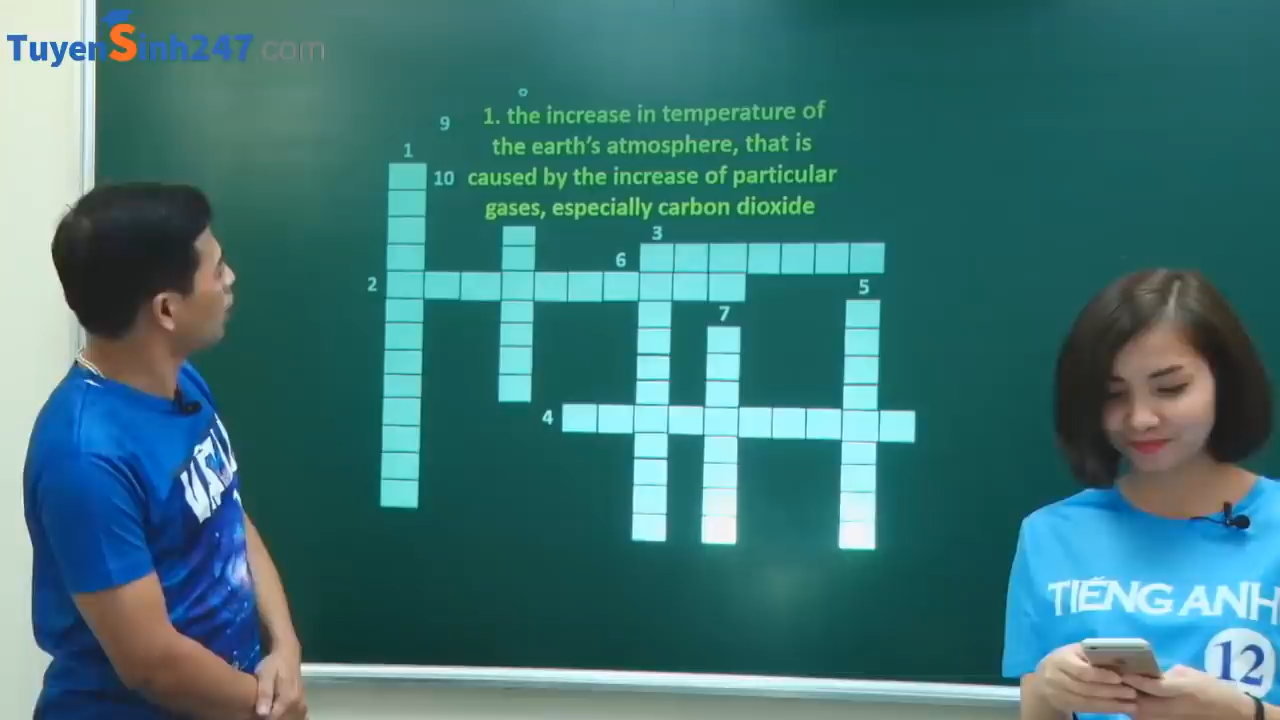 TuyenSinh247.com
1. the increase in temperature of
the earth's atmosphere, that is
caused by the increase of particular
gases, especially carbon dioxide
9
1
10
3
6
2
5
7
4
TIẾNG ANH
12